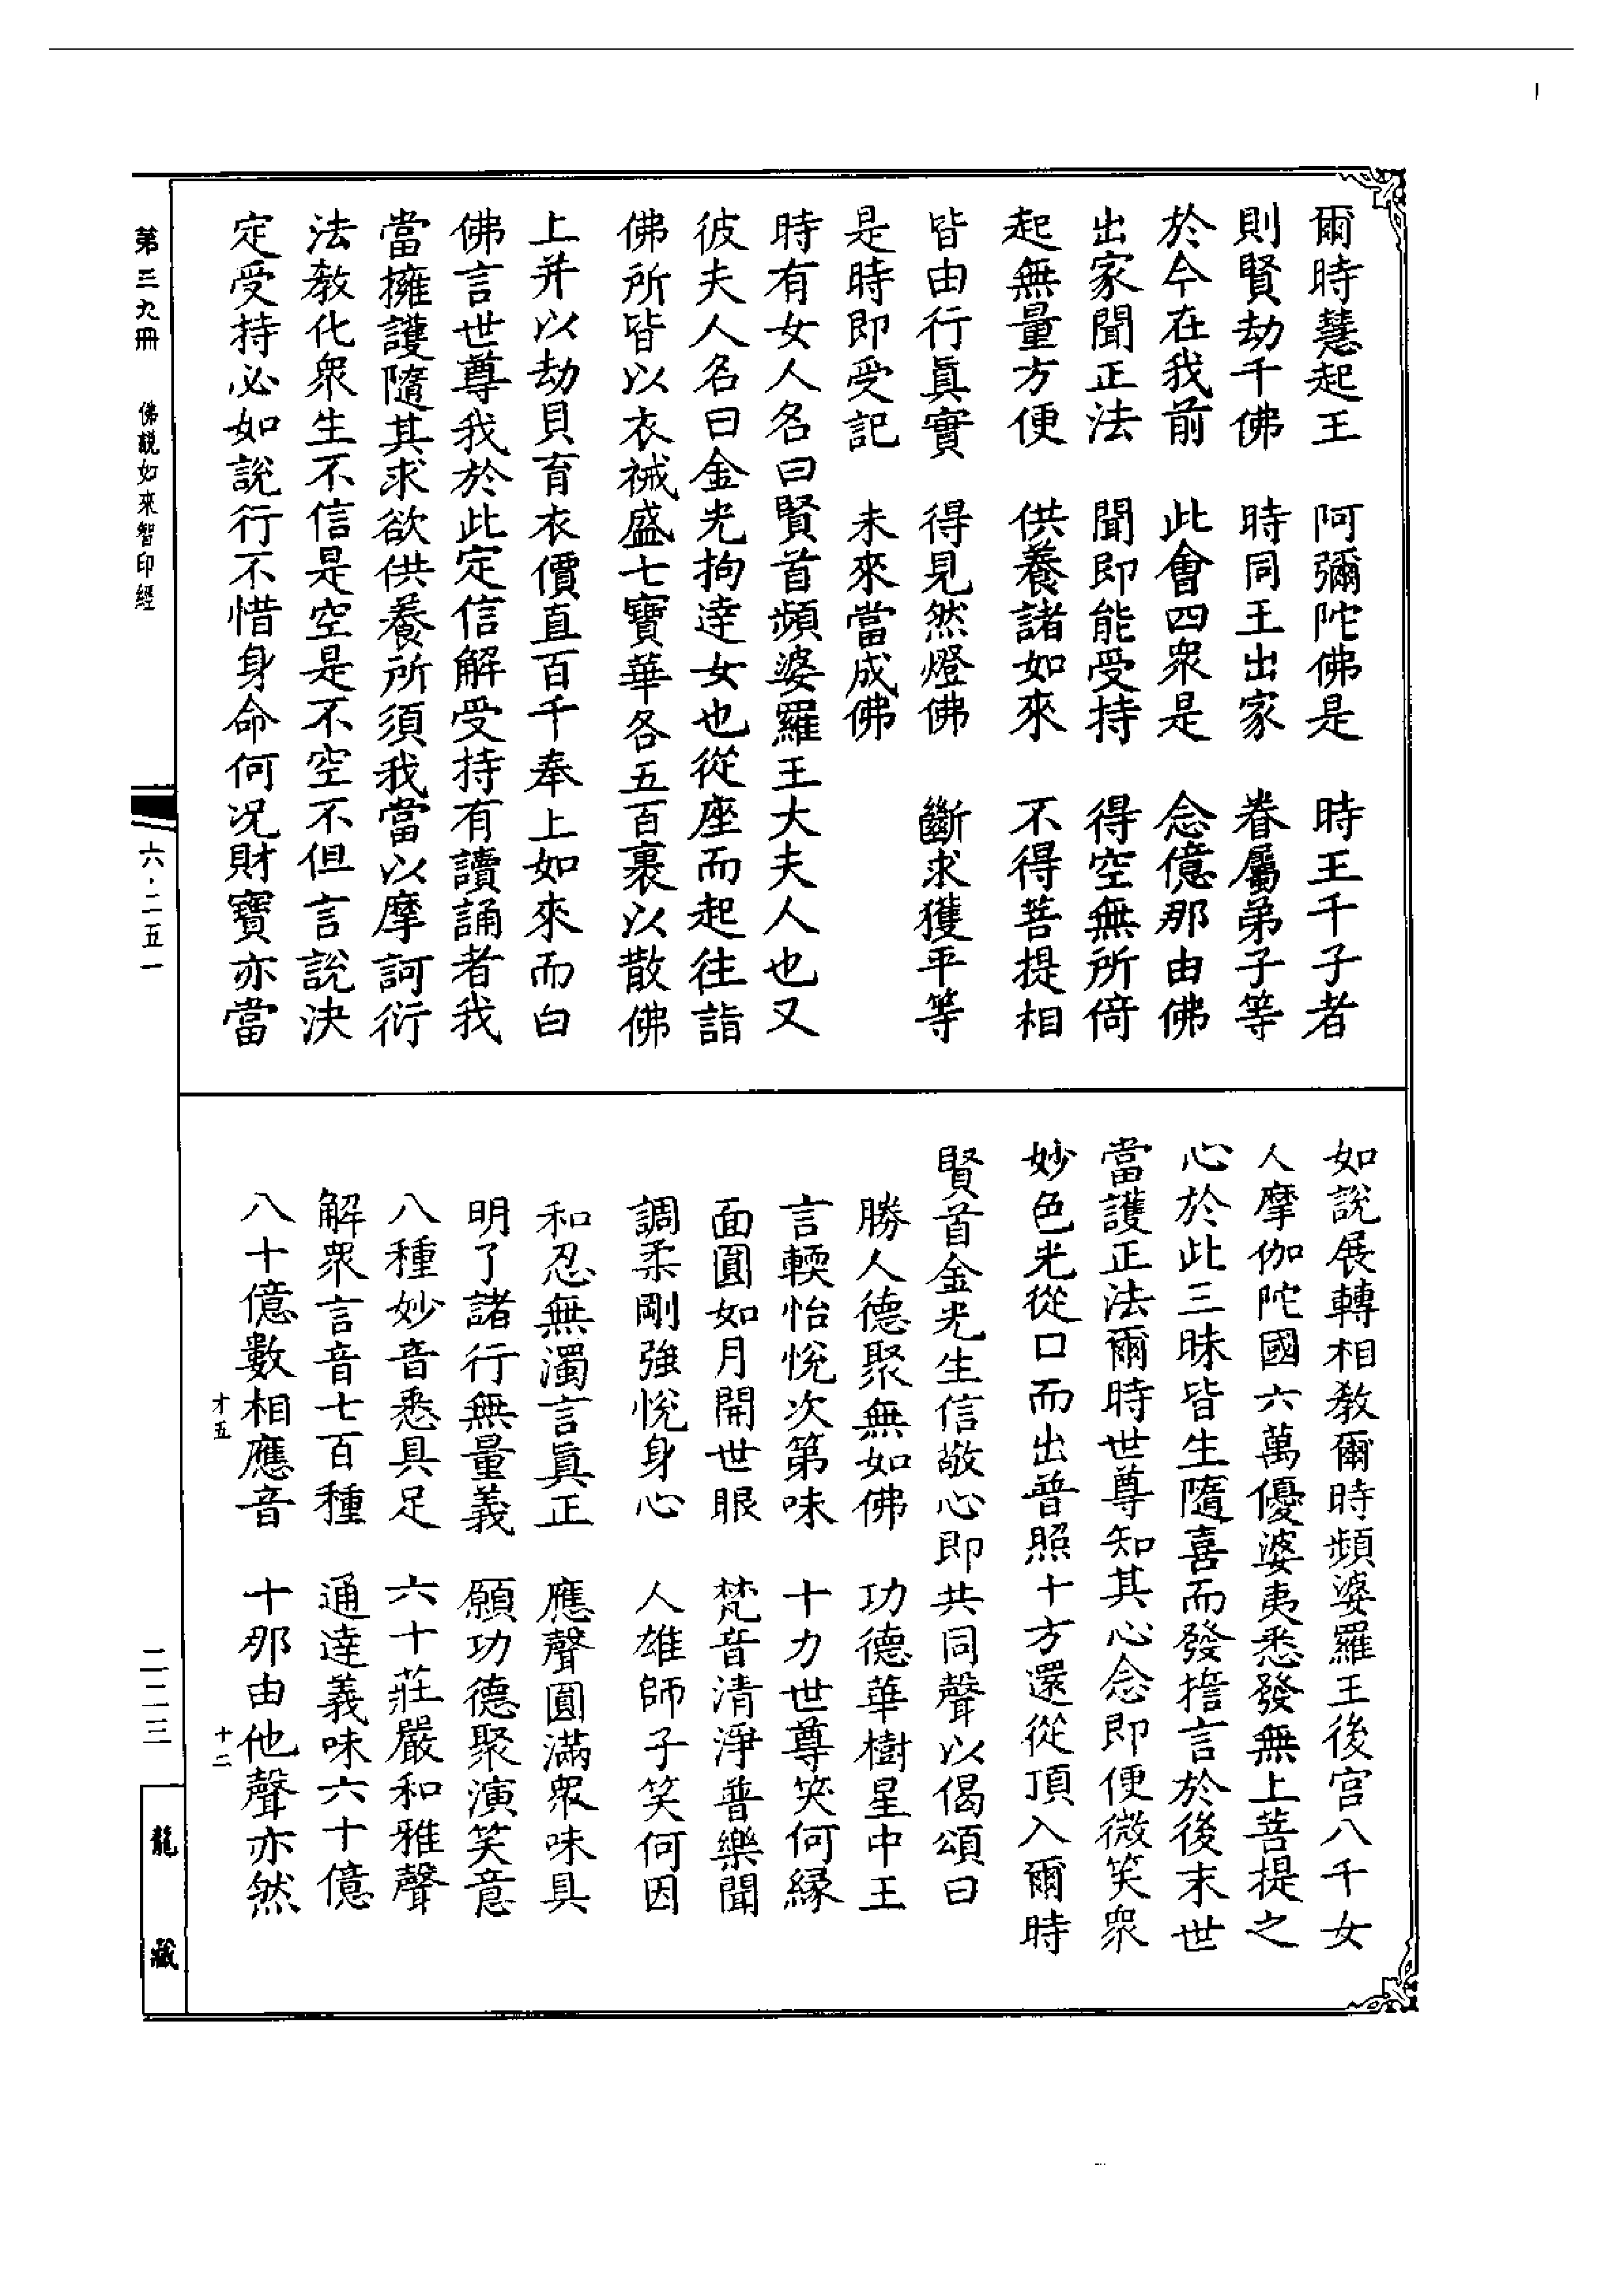 爾時慧起王　阿彌陀佛是　時王千子者
則賢劫千佛　時同王出家　眷屬弟子等
於今在我前　此會四衆是　念億那由佛
出家聞正法　聞即能受持　得空無所倚
起無量方便　供養諸如來　不得菩提相
皆由行眞實　得見然燈佛　斷求獲平等
是時即受記　未來當成佛
時有女人名曰賢首頻婆羅王大夫人也又
彼夫人名曰金光拘達女也從座而起往詣
佛所皆以衣裓盛七寶華各五百裹以散佛
上并以劫貝育衣價直百千奉上如來而白
佛言世尊我於此定信解受持有讀誦者我
當擁護隨其求欲供養所須我當以摩訶衍
法教化衆生不信是空是不空不但言說決
定受持必如說行不惜身命何況財寶亦當
如說展轉相教爾時頻婆羅王後宮八千女
人摩伽陀國六萬優婆夷悉發無上菩提之
心於此三昧皆生隨喜而發擔言於後末世
當護正法爾時世尊知其心念即便微笑衆
妙色光從口而出普照十方還從頂入爾時
賢首金光生信敬心即共同聲以偈頌曰
勝人德聚無如佛　功德華樹星中王
言輭怡悅次第味　十力世尊笑何緣
面圓如月開世眼　梵音清淨普樂聞
調柔剛強悅身心　人雄師子笑何因
和忍無濁言眞正　應聲圓滿衆味具
明了諸行無量義　願功德聚演笑意
八種妙音悉具足　六十莊嚴和雅聲
解衆言音七百種　通達義味六十億
八十億數相應音　十那由他聲亦然
才五　十二
第三九冊　佛說如來智印經
六·二五一
二二三
龍藏